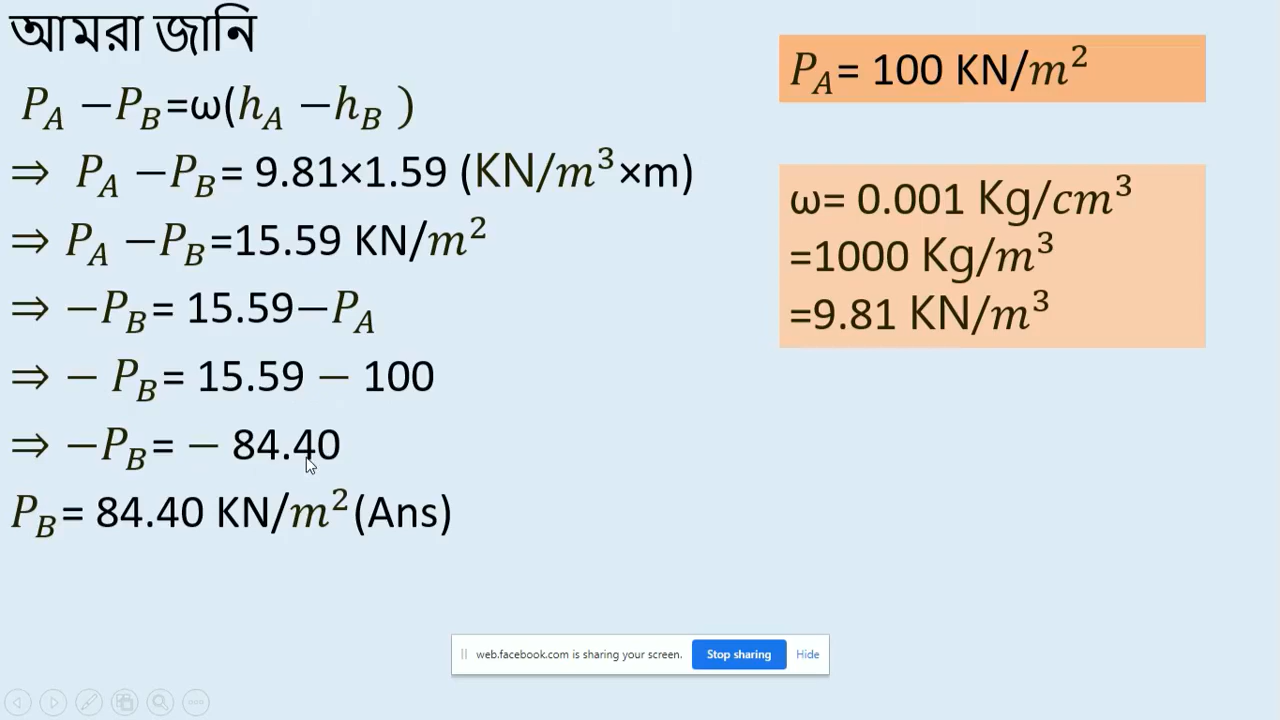 আমরা জানি
P_A −P_B=ω(h_A −h_B )
⇒ P_A −P_B= 9.81×1.59 (KN/m³×m)
⇒ P_A −P_B=15.59 KN/m²
⇒ −P_B= 15.59−P_A
⇒ − P_B= 15.59 − 100
⇒ −P_B= − 84.40
P_B= 84.40 KN/m²(Ans)
P_A= 100 KN/m²
ω= 0.001 Kg/cm³
=1000 Kg/m³
=9.81 KN/m³
web.facebook.com is sharing your screen. Stop sharing Hide